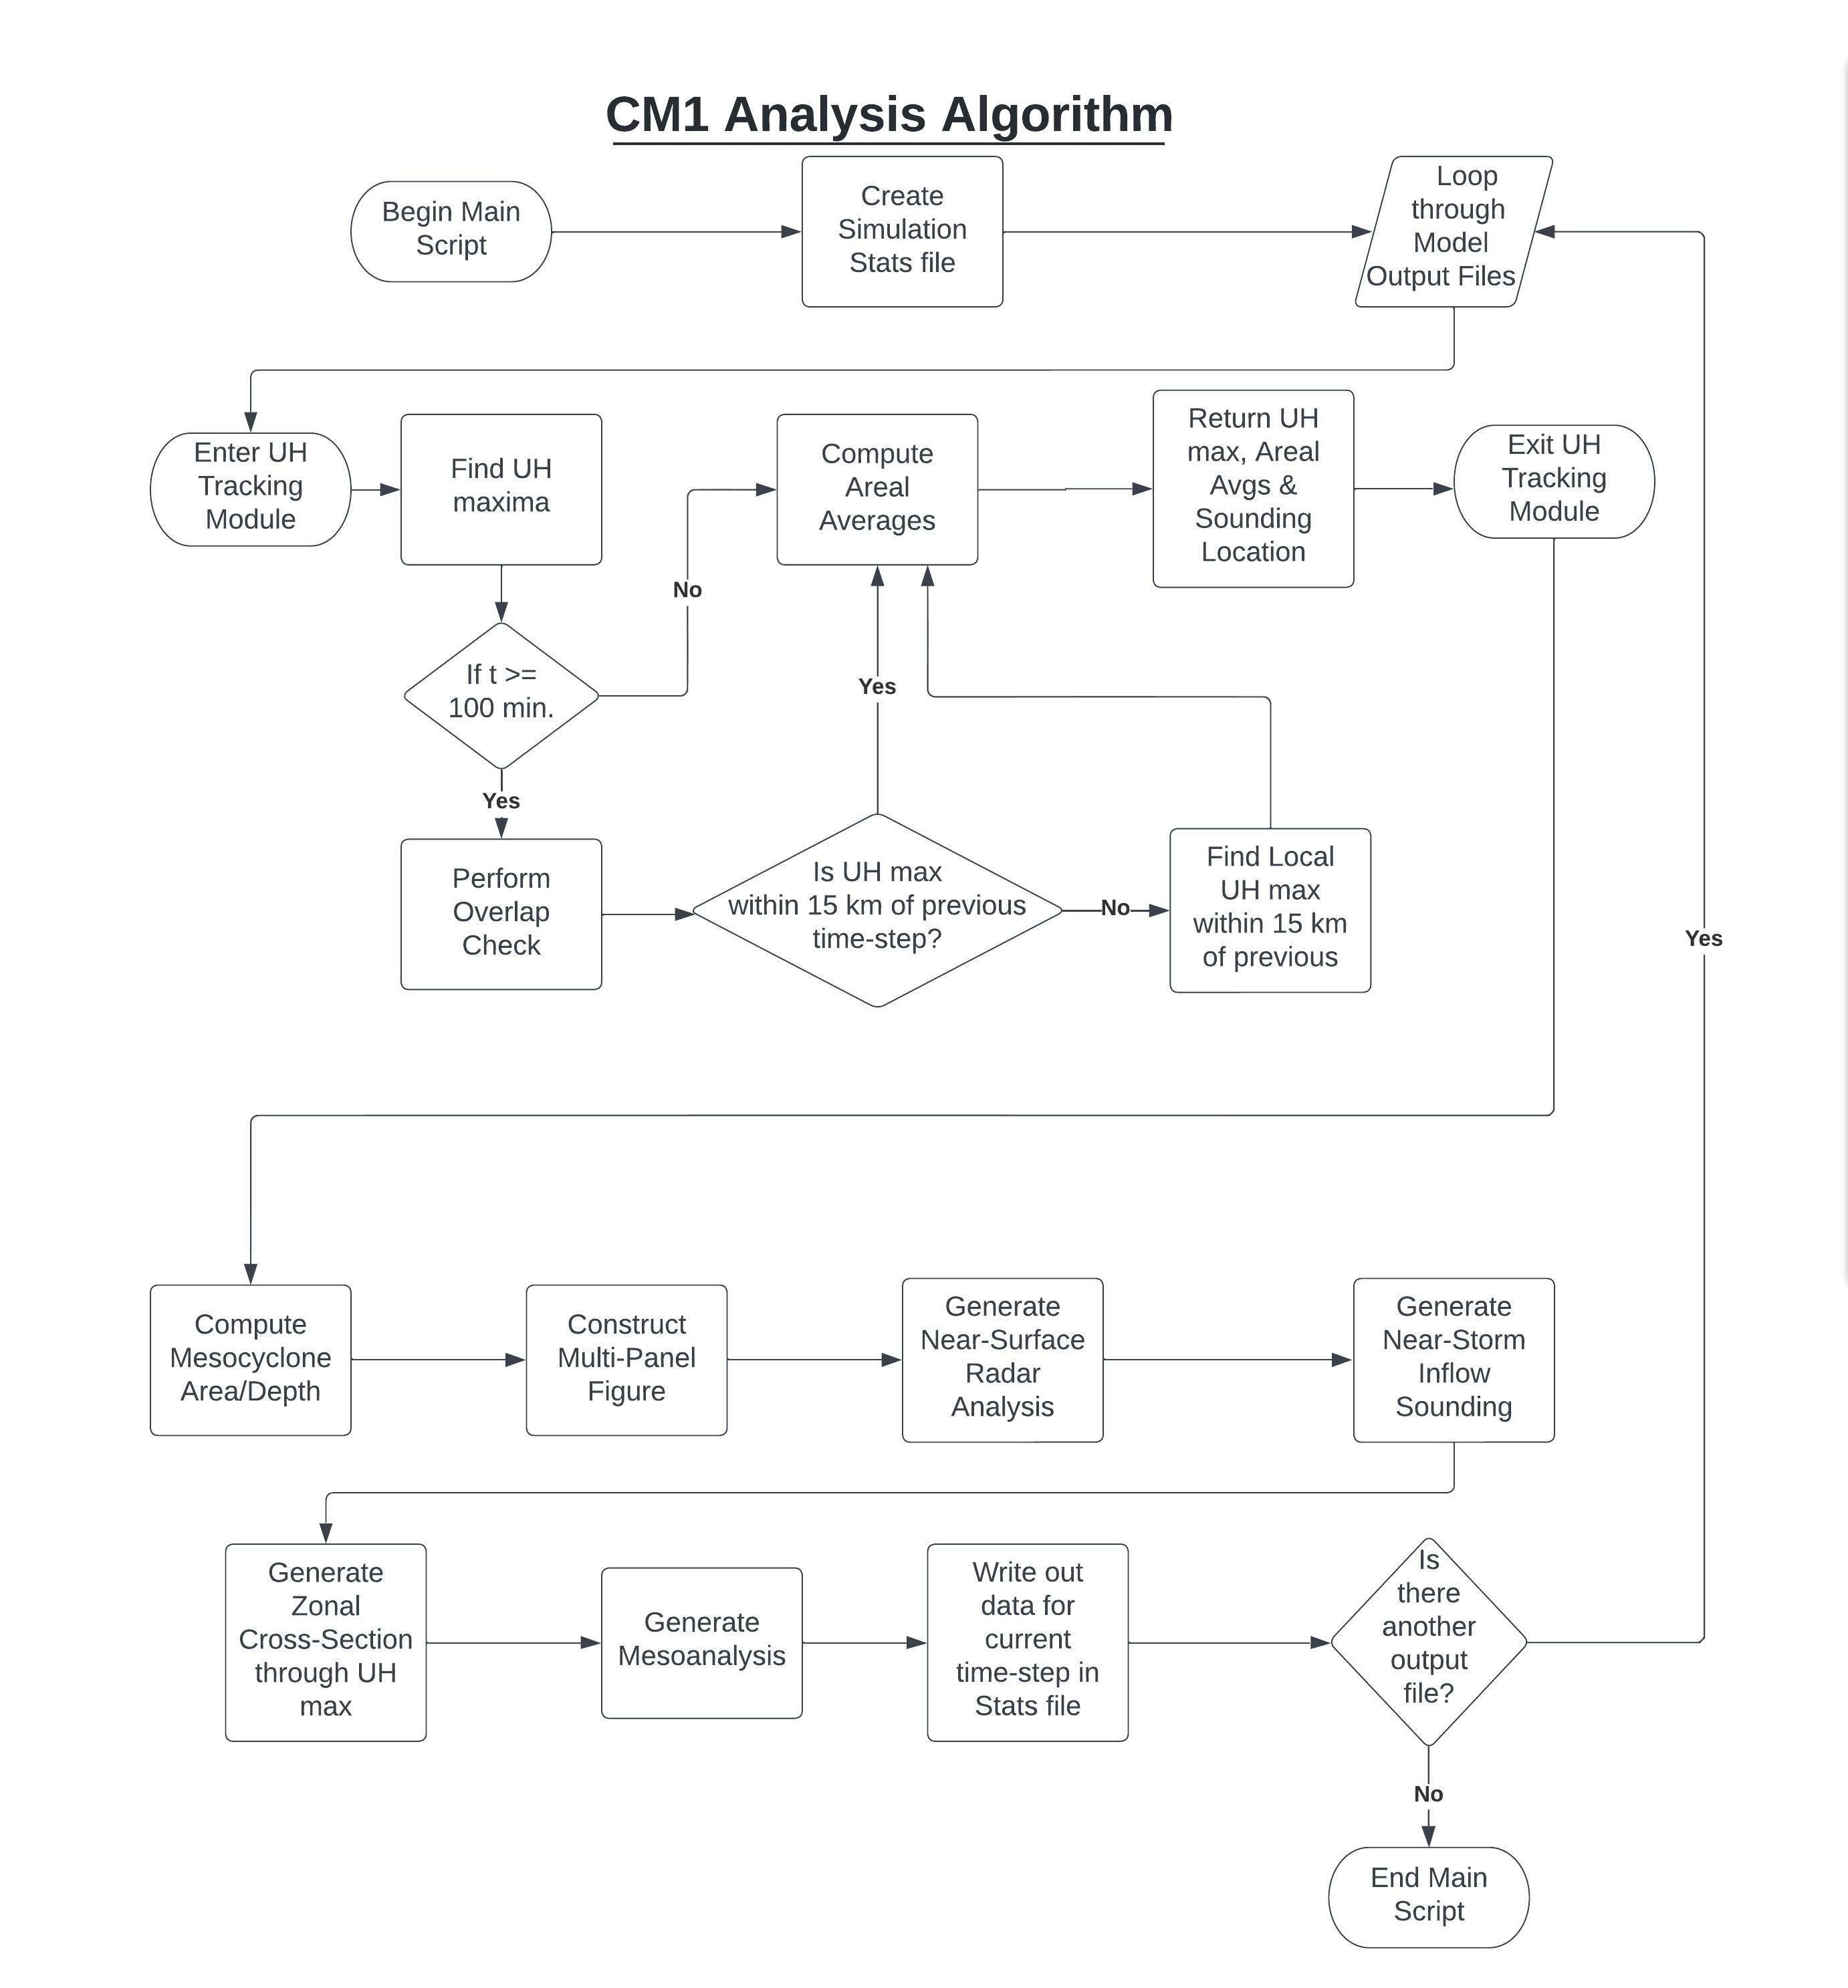 CM1 Analysis Algorithm
Begin Main
Script
Create
Simulation
Stats file
Loop
through
Model
Output Files
Enter UH
Tracking
Module
Find UH
maxima
Compute
Areal
Averages
Return UH
max, Areal
Avgs &
Sounding
Location
Exit UH
Tracking
Module
No
If t >=
100 min.
Yes
Yes
Perform
Overlap
Check
Is UH max
within 15 km of previous
time-step?
No
Find Local
UH max
within 15 km
of previous
Yes
Compute
Mesocyclone
Area/Depth
Construct
Multi-Panel
Figure
Generate
Near-Surface
Radar
Analysis
Generate
Near-Storm
Inflow
Sounding
Generate
Zonal
Cross-Section
through UH
max
Generate
Mesoanalysis
Write out
data for
current
time-step in
Stats file
Is
there
another
output
file?
No
End Main
Script